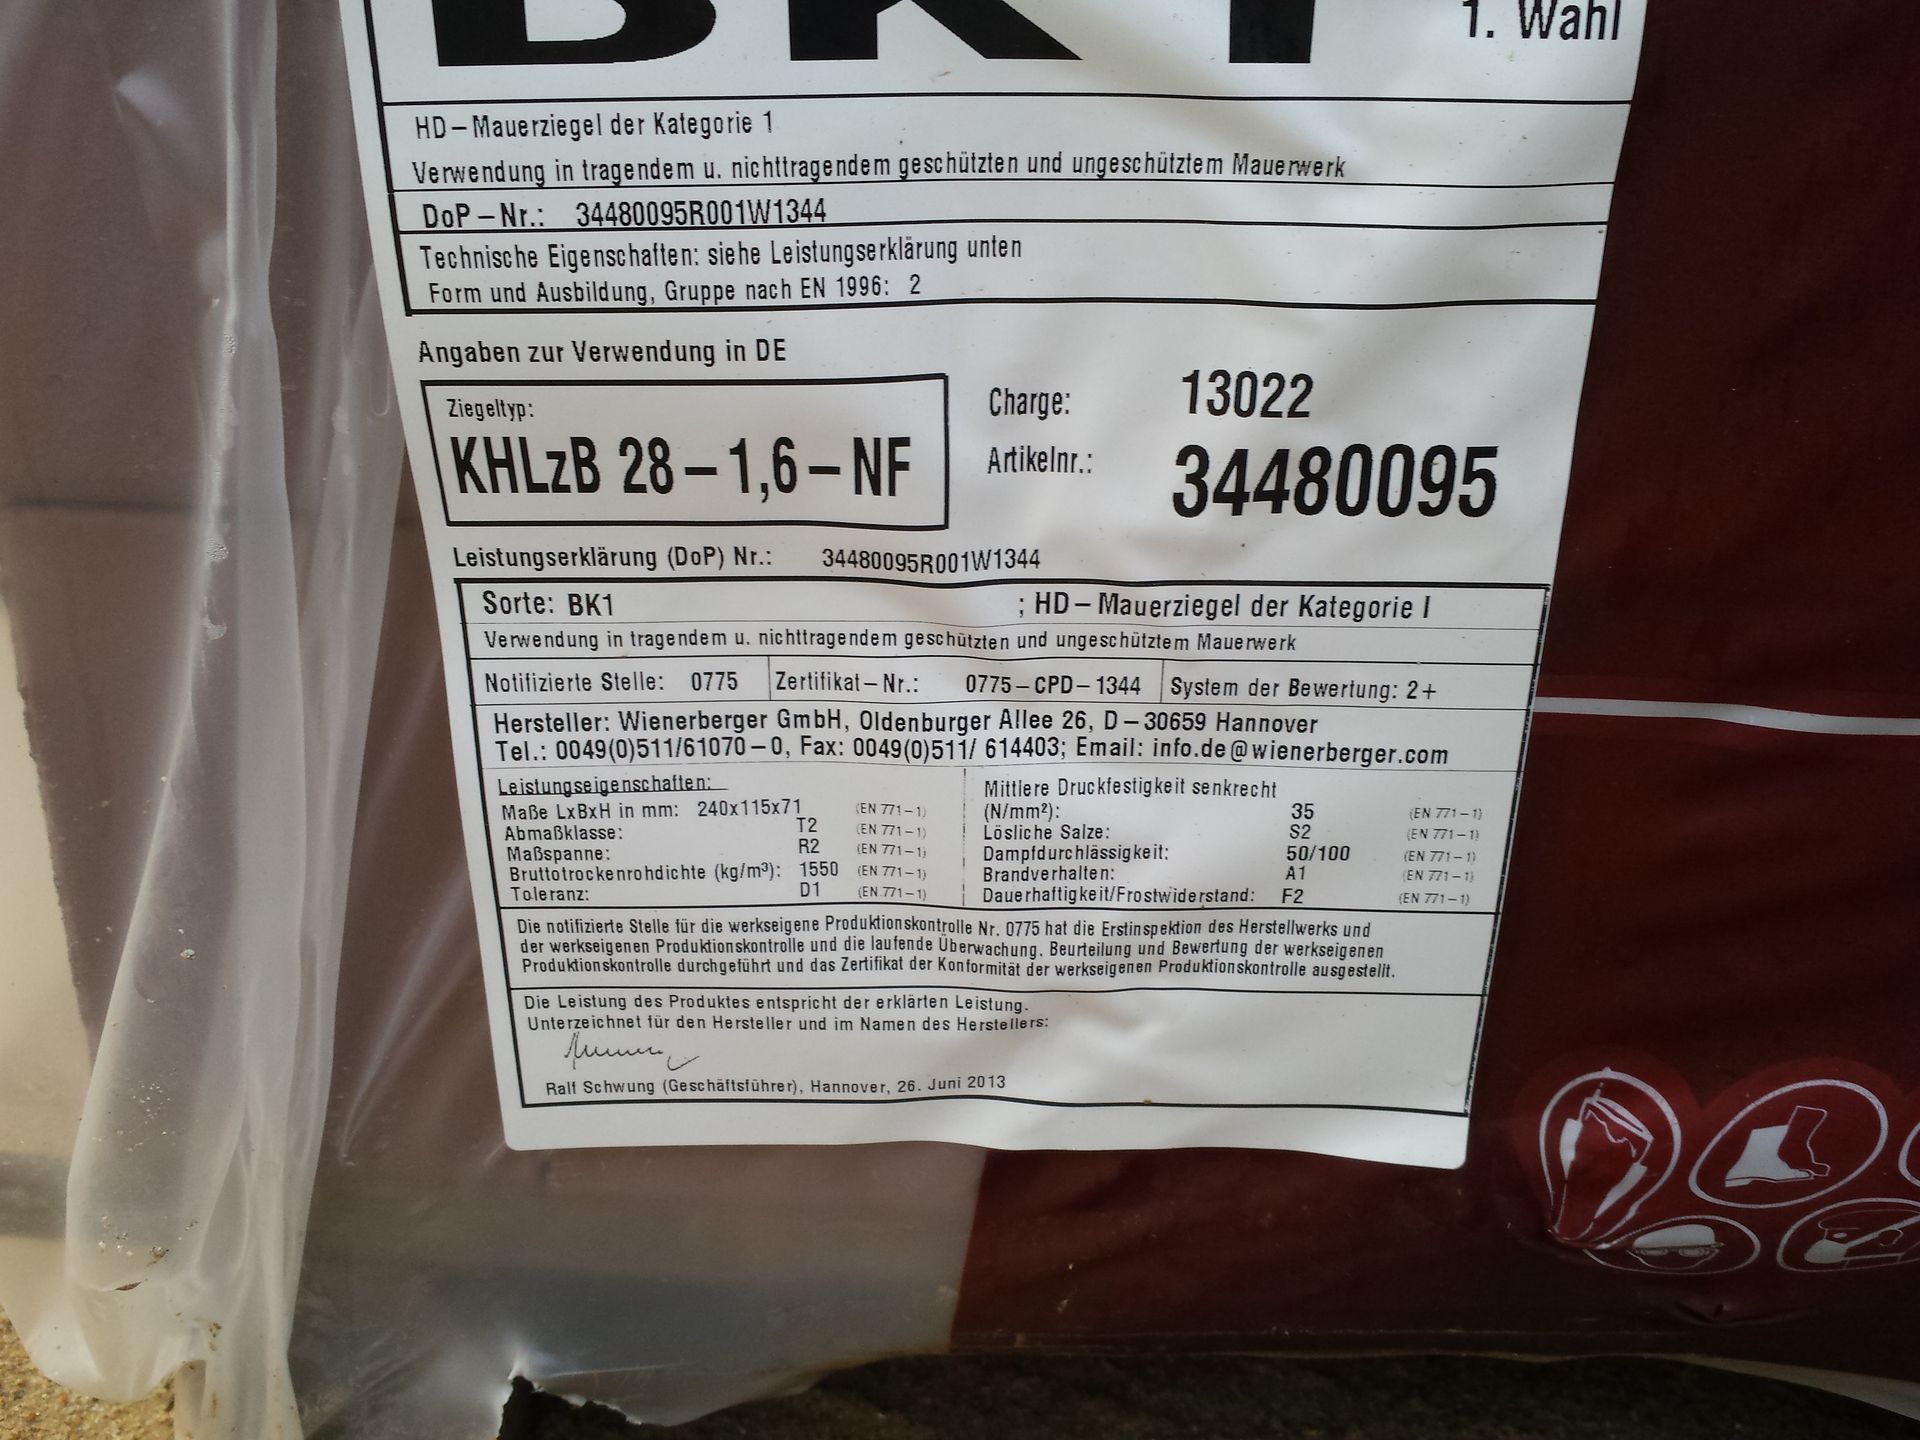 BK1
1. Wahl
HD–Mauerziegel der Kategorie 1
Verwendung in tragendem u. nichttragendem geschützten und ungeschütztem Mauerwerk
DoP–Nr.: 34480095R001W1344
Technische Eigenschaften: siehe Leistungserklärung unten
Form und Ausbildung, Gruppe nach EN 1996: 2
Angaben zur Verwendung in DE
Ziegeltyp:
KHLzB 28–1,6–NF
Charge: 13022
Artikelnr.: 34480095
Leistungserklärung (DoP) Nr.: 34480095R001W1344
Sorte: BK1 ; HD–Mauerziegel der Kategorie I
Verwendung in tragendem u. nichttragendem geschützten und ungeschütztem Mauerwerk
Notifizierte Stelle: 0775 Zertifikat–Nr.: 0775–CPD–1344 System der Bewertung: 2+
Hersteller: Wienerberger GmbH, Oldenburger Allee 26, D–30659 Hannover
Tel.: 0049(0)511/61070–0, Fax: 0049(0)511/ 614403; Email: info.de@wienerberger.com
Leistungseigenschaften:
Maße LxBxH in mm: 240x115x71 (EN 771–1)
Abmaßklasse: T2 (EN 771–1)
Maßspanne: R2 (EN 771–1)
Bruttotrockenrohdichte (kg/m³): 1550 (EN 771–1)
Toleranz: D1 (EN 771–1)
Mittlere Druckfestigkeit senkrecht
(N/mm²): 35 (EN 771–1)
Lösliche Salze: S2 (EN 771–1)
Dampfdurchlässigkeit: 50/100 (EN 771–1)
Brandverhalten: A1 (EN 771–1)
Dauerhaftigkeit/Frostwiderstand: F2 (EN 771–1)
Die notifizierte Stelle für die werkseigene Produktionskontrolle Nr. 0775 hat die Erstinspektion des Herstellwerks und
der werkseigenen Produktionskontrolle und die laufende Überwachung, Beurteilung und Bewertung der werkseigenen
Produktionskontrolle durchgeführt und das Zertifikat der Konformität der werkseigenen Produktionskontrolle ausgestellt.
Die Leistung des Produktes entspricht der erklärten Leistung.
Unterzeichnet für den Hersteller und im Namen des Herstellers:
Ralf Schwung (Geschäftsführer), Hannover, 26. Juni 2013